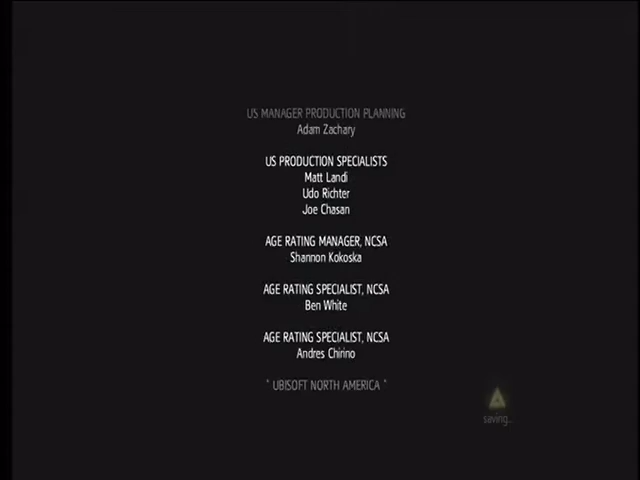 US MANAGER PRODUCTION PLANNING
Adam Zachary
US PRODUCTION SPECIALISTS
Matt Landi
Udo Richter
Joe Chasan
AGE RATING MANAGER, NCSA
Shannon Kokoska
AGE RATING SPECIALIST, NCSA
Ben White
AGE RATING SPECIALIST, NCSA
Andres Chirino
" UBISOFT NORTH AMERICA "
saving..